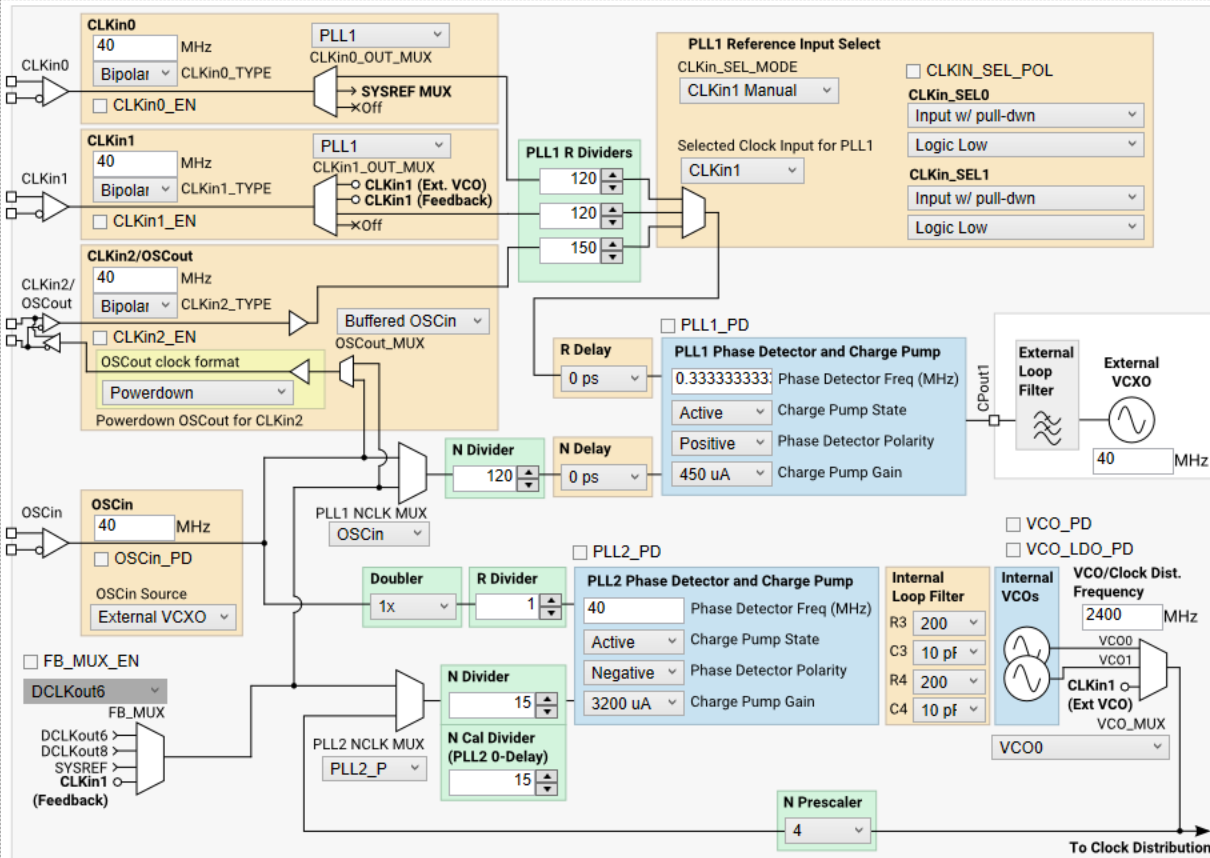 CLKin0
40
MHz
Bipolar
CLKin0_TYPE
CLKin0_EN
CLKin0
PLL1
CLKin0_OUT_MUX
SYSREF MUX
Off
CLKin1
40
MHz
Bipolar
CLKin1_TYPE
CLKin1_EN
CLKin1
PLL1
CLKin1_OUT_MUX
CLKin1 (Ext. VCO)
CLKin1 (Feedback)
Off
CLKin2/OSCout
40
MHz
Bipolar
CLKin2_TYPE
CLKin2_EN
CLKin2/
OSCout
Buffered OSCin
OSCout_MUX
OSCout clock format
Powerdown
Powerdown OSCout for CLKin2
PLL1 R Dividers
120
120
150
PLL1 Reference Input Select
CLKin_SEL_MODE
CLKin1 Manual
Selected Clock Input for PLL1
CLKin1
CLKIN_SEL_POL
CLKin_SEL0
Input w/ pull-dwn
Logic Low
CLKin_SEL1
Input w/ pull-dwn
Logic Low
R Delay
0 ps
PLL1_PD
PLL1 Phase Detector and Charge Pump
0.333333333
Phase Detector Freq (MHz)
Active
Charge Pump State
Positive
Phase Detector Polarity
450 uA
Charge Pump Gain
CPout1
External
Loop
Filter
External
VCXO
40
MHz
N Divider
120
N Delay
0 ps
PLL1 NCLK MUX
OSCin
OSCin
OSCin
40
MHz
OSCin_PD
OSCin Source
External VCXO
Doubler
1x
R Divider
1
PLL2_PD
PLL2 Phase Detector and Charge Pump
40
Phase Detector Freq (MHz)
Active
Charge Pump State
Negative
Phase Detector Polarity
3200 uA
Charge Pump Gain
Internal
Loop Filter
R3 200
C3 10 pF
R4 200
C4 10 pF
VCO_PD
VCO_LDO_PD
Internal
VCOs
VCO/Clock Dist.
Frequency
2400
MHz
VCO0
VCO1
CLKin1
(Ext VCO)
VCO_MUX
VCO0
FB_MUX_EN
DCLKout6
FB_MUX
DCLKout6
DCLKout8
SYSREF
CLKin1
(Feedback)
PLL2 NCLK MUX
PLL2_P
N Divider
15
N Cal Divider
(PLL2 0-Delay)
15
N Prescaler
4
To Clock Distribution